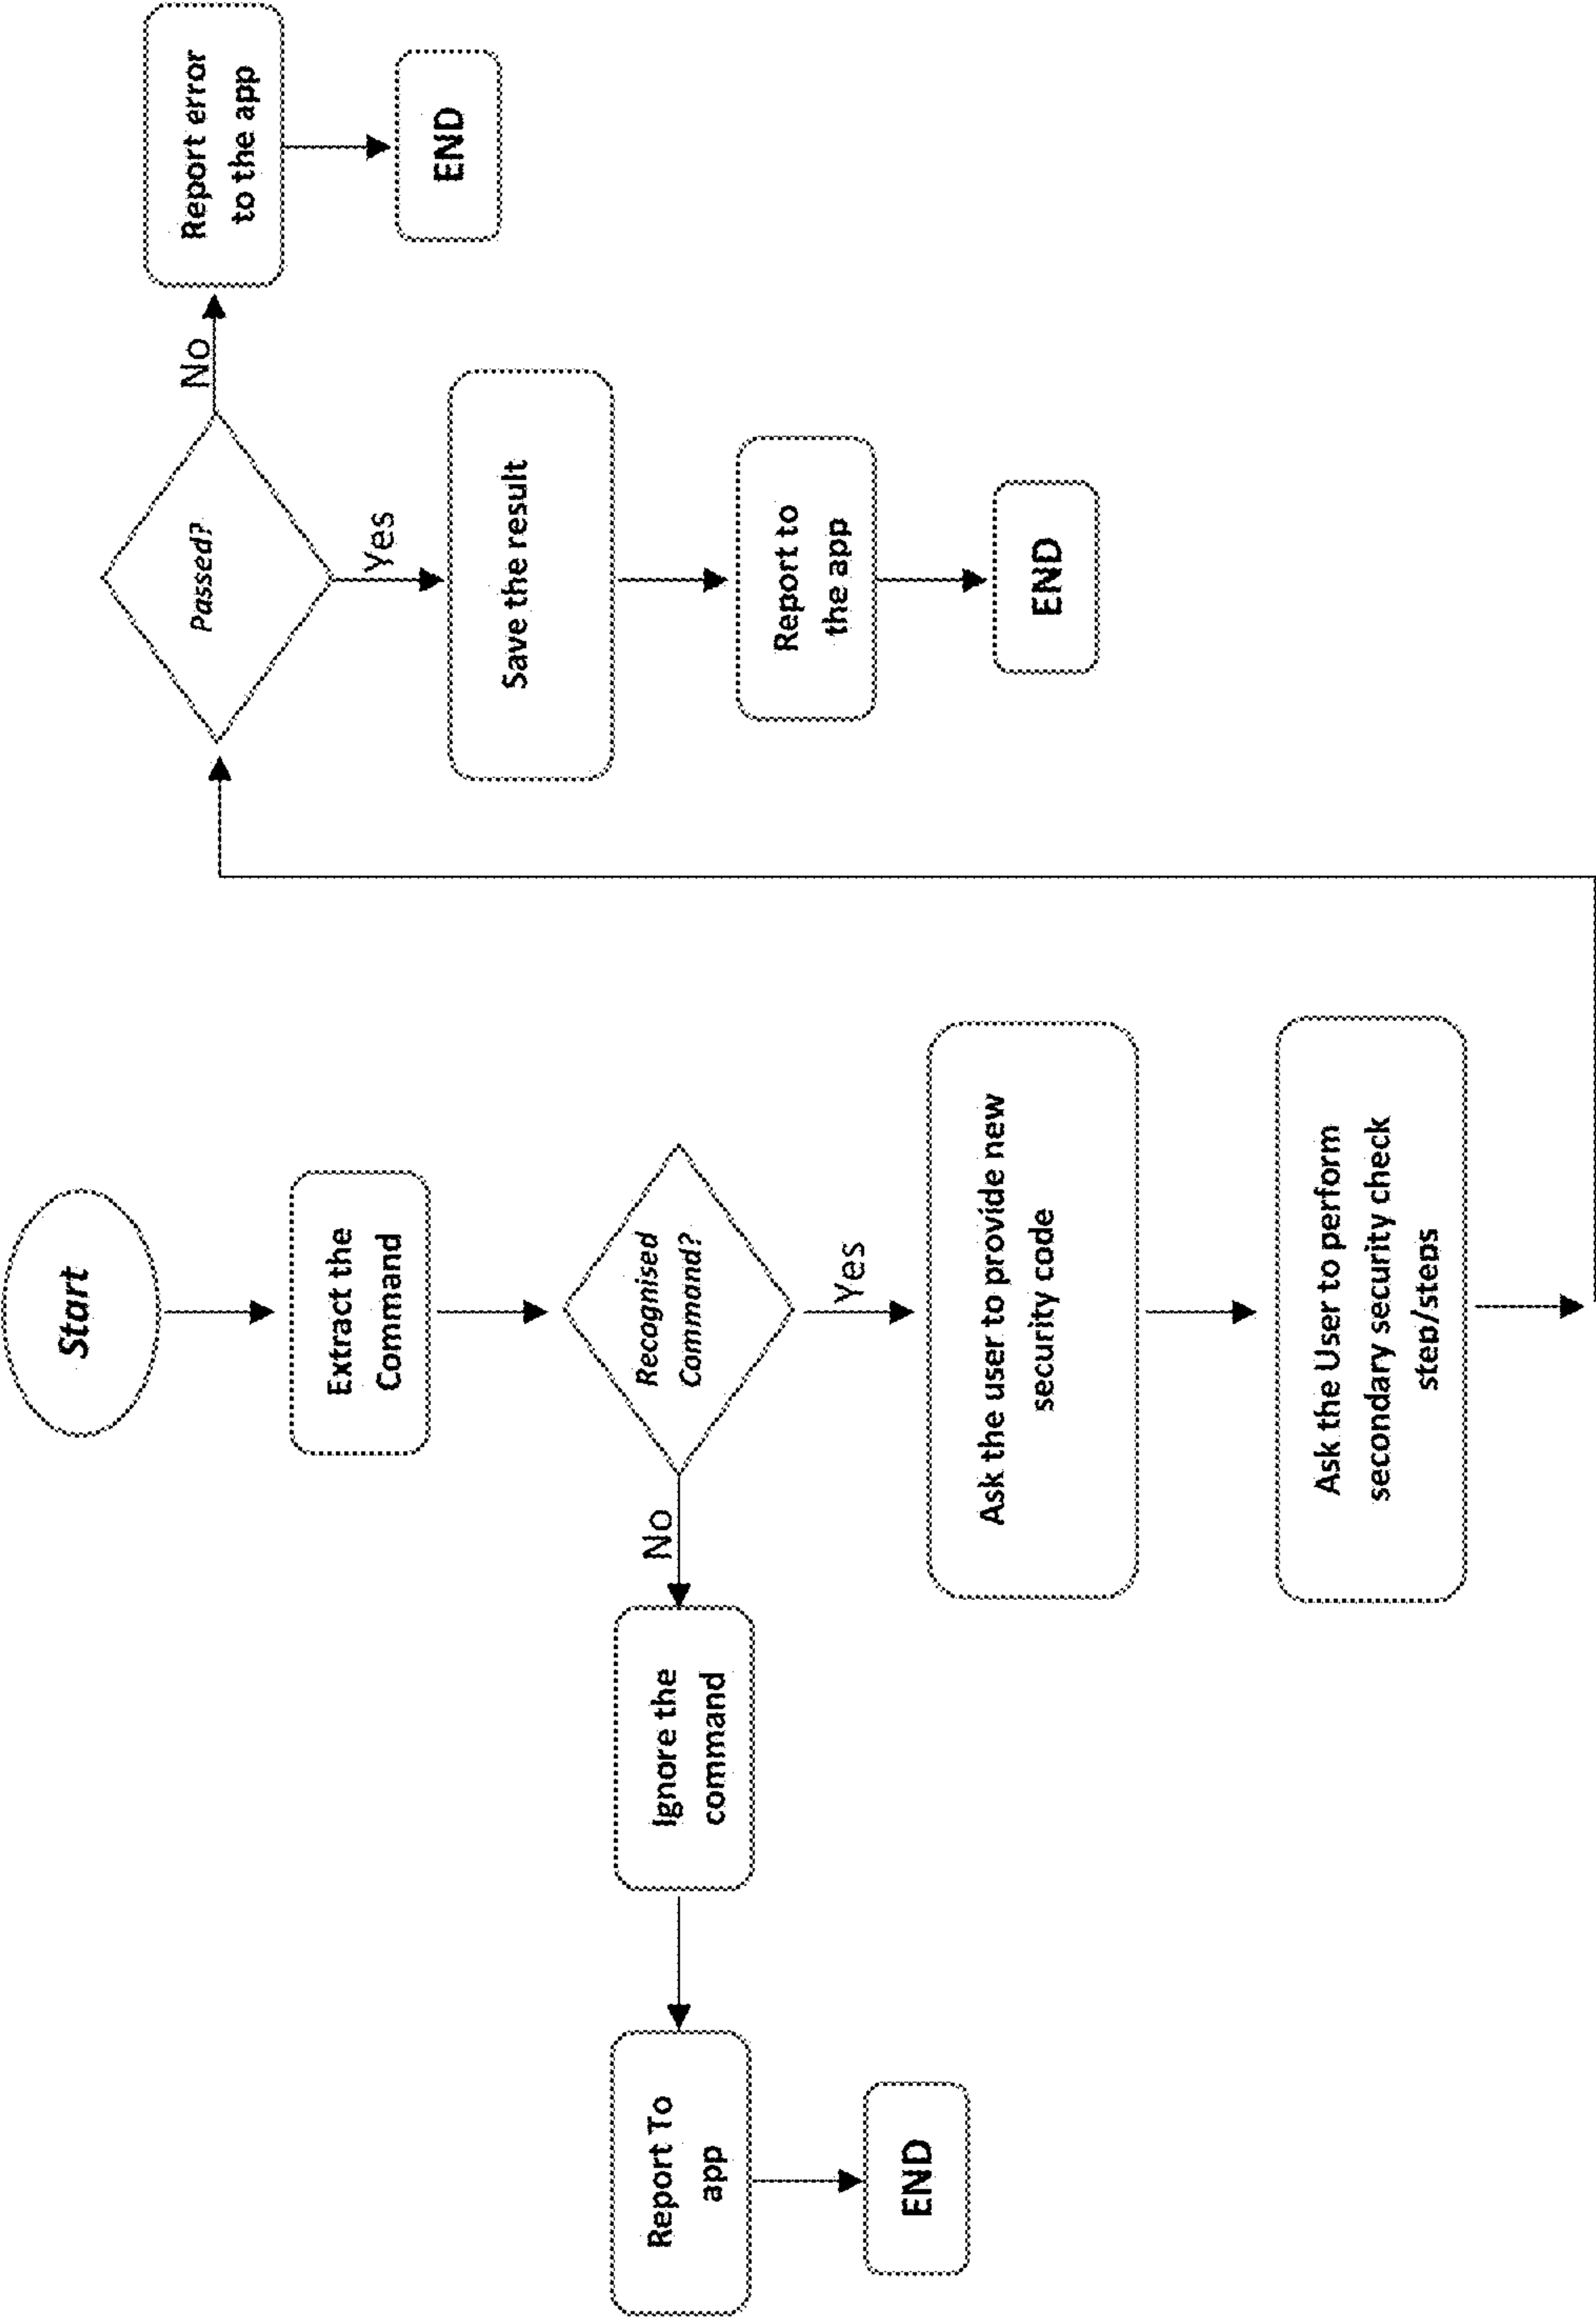 Start
Extract the
Command
Recognised
Command?
No
Ignore the
command
Report To
app
END
Yes
Ask the user to provide new
security code
Ask the User to perform
secondary security check
step/steps
Passed?
No
Report error
to the app
END
Yes
Save the result
Report to
the app
END